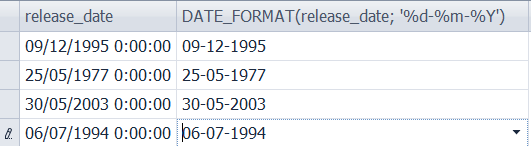 release_date DATE_FORMAT(release_date; '%d-%m-%Y')
09/12/1995 0:00:00 09-12-1995
25/05/1977 0:00:00 25-05-1977
30/05/2003 0:00:00 30-05-2003
06/07/1994 0:00:00 06-07-1994